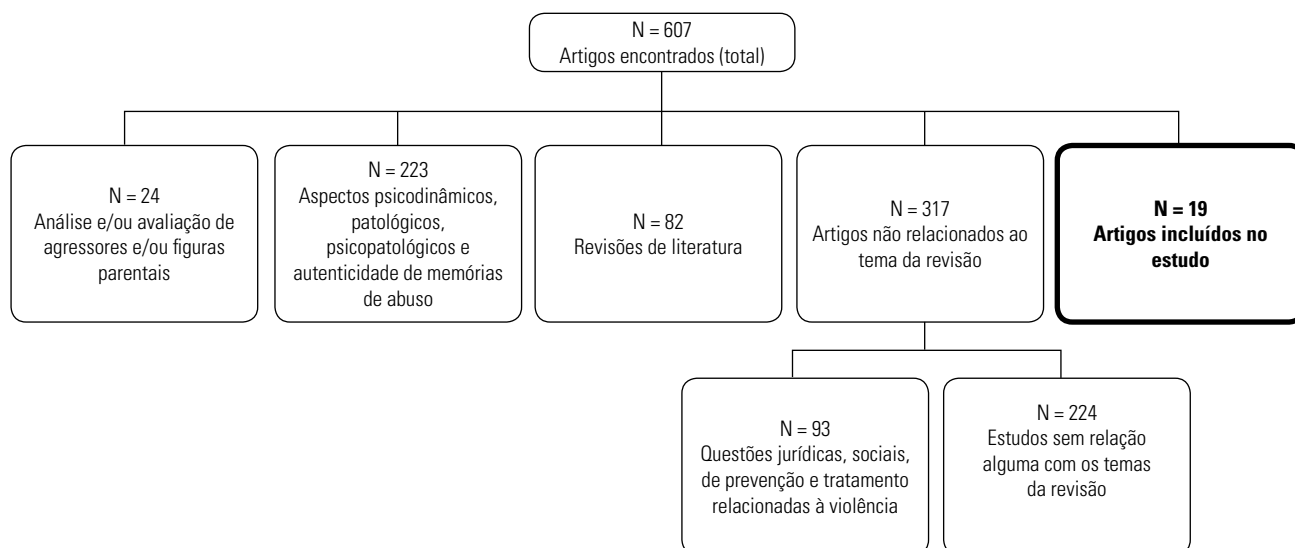 N = 607
Artigos encontrados (total)
N = 24
Análise e/ou avaliação de
agressores e/ou figuras
parentais
N = 223
Aspectos psicodinâmicos,
patológicos,
psicopatológicos e
autenticidade de memórias
de abuso
N = 82
Revisões de literatura
N = 317
Artigos não relacionados ao
tema da revisão
N = 19
Artigos incluídos no
estudo
N = 93
Questões jurídicas, sociais,
de prevenção e tratamento
relacionadas à violência
N = 224
Estudos sem relação
alguma com os temas
da revisão